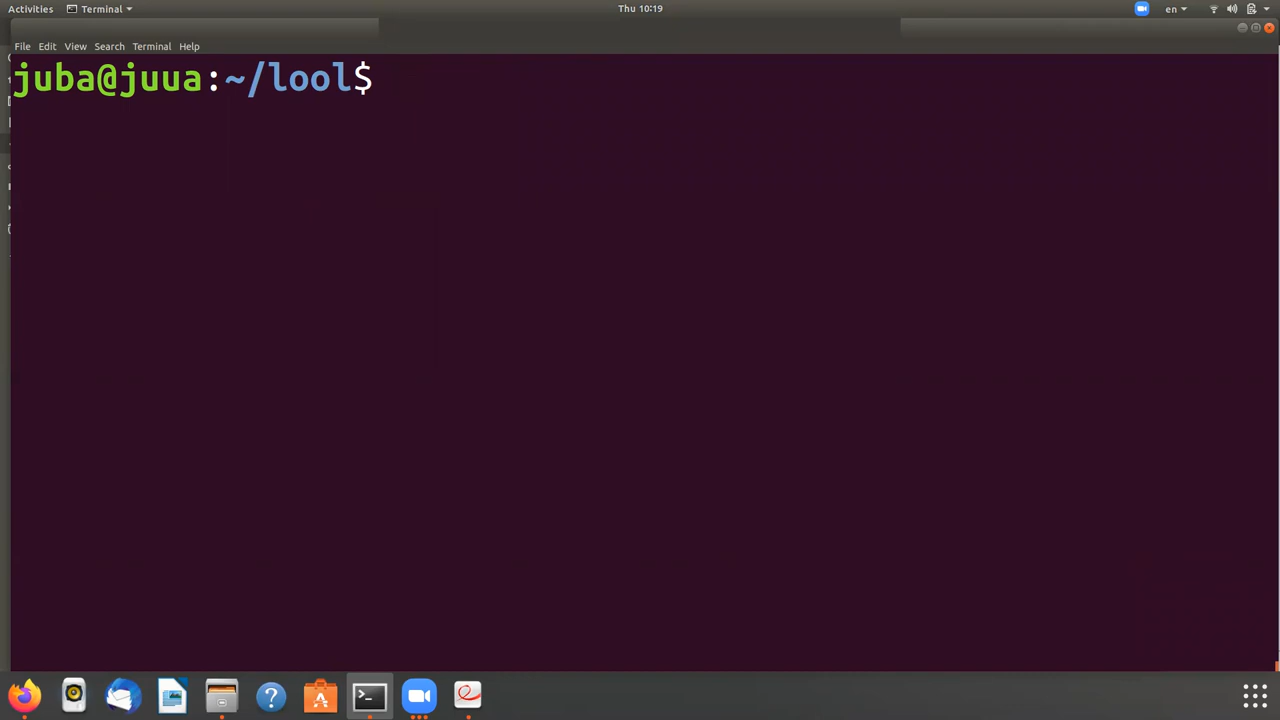 Activities Terminal Thu 10:19 en
File Edit View Search Terminal Help
juba@juua:~/lool$